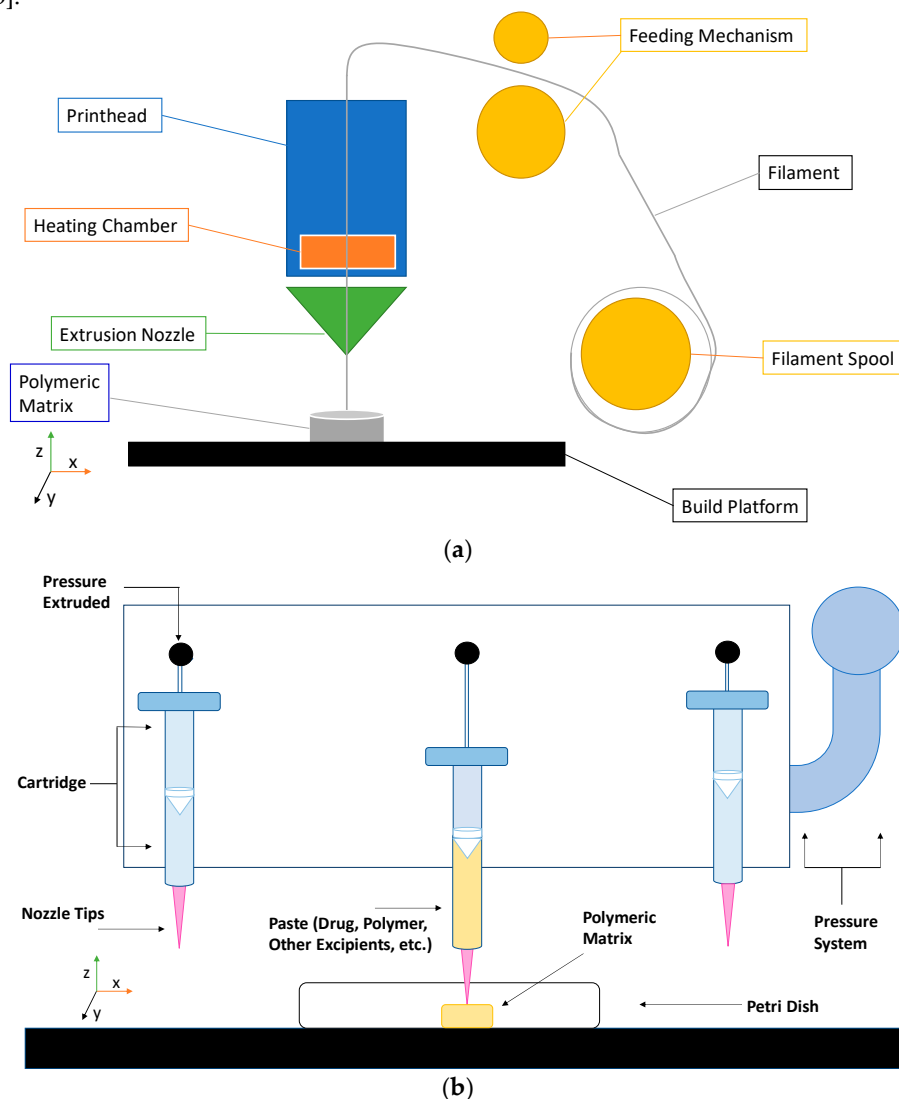 ].
Feeding Mechanism
Printhead
Filament
Heating Chamber
Extrusion Nozzle
Filament Spool
Polymeric
Matrix
z
x
y
Build Platform
(a)
Pressure
Extruded
Cartridge
Nozzle Tips
Paste (Drug, Polymer,
Other Excipients, etc.)
Polymeric
Matrix
Pressure
System
z
x
y
Petri Dish
(b)